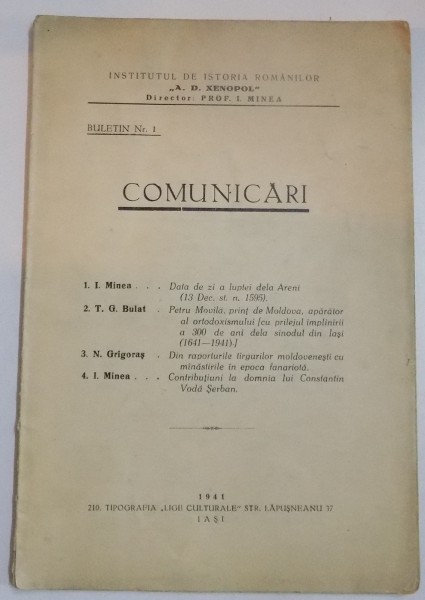 INSTITUTUL DE ISTORIA ROMÂNILOR
„A. D. XENOPOL"
Director: PROF. I. MINEA
BULETIN Nr. 1
COMUNICĂRI
1. I. Minea . . . Data de zi a luptei dela Areni
(13 Dec. st. n. 1595).
2. T. G. Bulat . Petru Movilă, prinț de Moldova, apărător
al ortodoxismului [cu prilejul împlinirii
a 300 de ani dela sinodul din Iași
(1641—1941).]
3. N. Grigoraș . Din raporturile tîrgurilor moldovenești cu
mînăstirile în epoca fanariotă.
4. I. Minea . . . Contribuțiuni la domnia lui Constantin
Vodă Șerban.
1941
210. TIPOGRAFIA „LIGII CULTURALE" STR. LĂPUȘNEANU 37
IAȘI